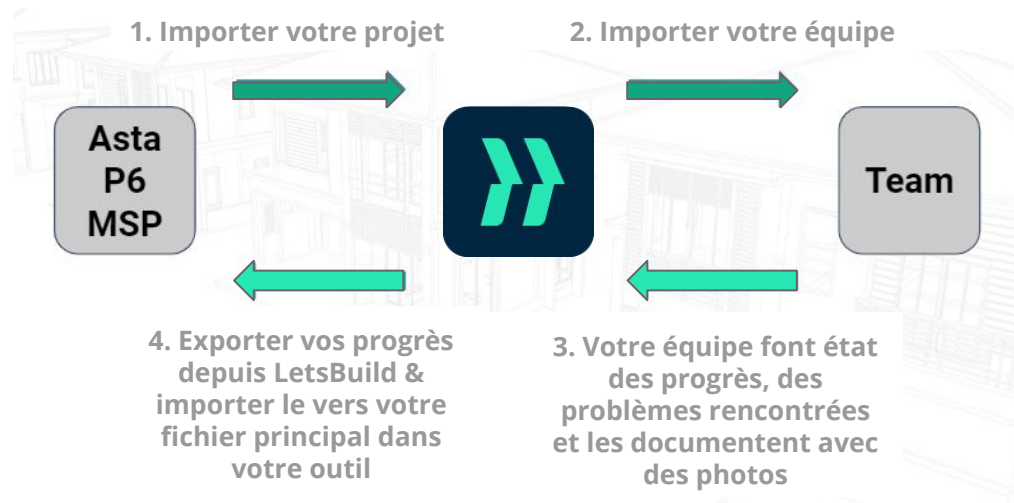 1. Importer votre projet
2. Importer votre équipe
Asta
P6
MSP
Team
4. Exporter vos progrès
depuis LetsBuild &
importer le vers votre
fichier principal dans
votre outil
3. Votre équipe font état
des progrès, des
problèmes rencontrées
et les documentent avec
des photos